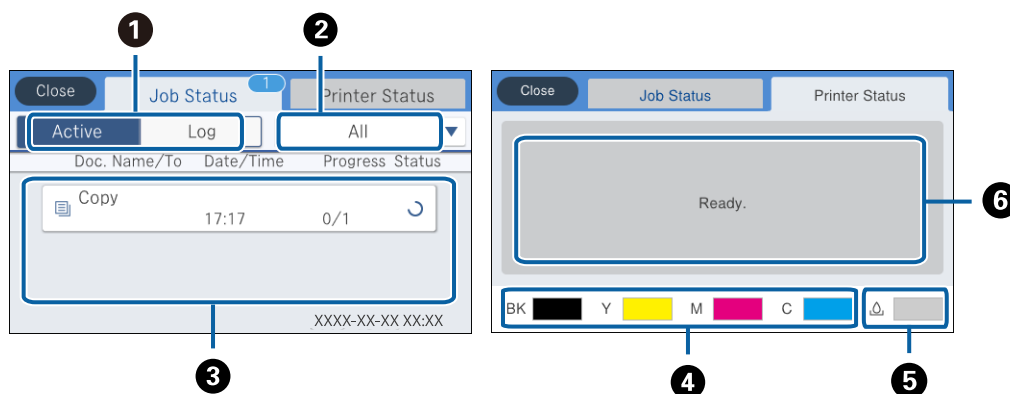 1 2
Close Job Status 1 Printer Status
Active Log All
Doc. Name/To Date/Time Progress Status
Copy
17:17 0/1
XXXX-XX-XX XX:XX
3
Close Job Status Printer Status
Ready.
6
BK Y M C
4 5